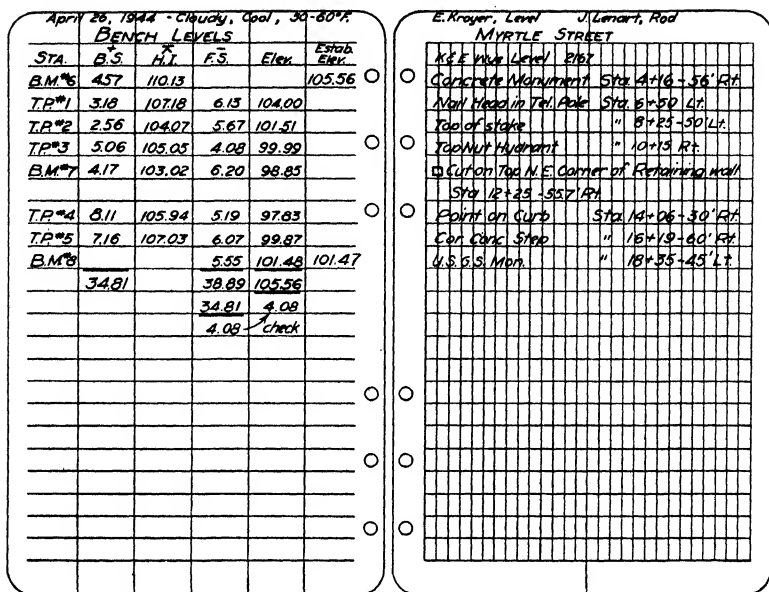 April 26, 1944 - Cloudy, Cool, 30-60°F.
BENCH LEVELS
STA. + B.S. H.I. - F.S. Elev. Estab. Elev.
B.M.#6 4.57 110.13 105.56
T.P.#1 3.18 107.18 6.13 104.00
T.P.#2 2.56 104.07 5.67 101.51
T.P.#3 5.06 105.05 4.08 99.99
B.M.#7 4.17 103.02 6.20 98.85
T.P.#4 8.11 105.94 5.19 97.83
T.P.#5 7.16 107.03 6.07 99.87
B.M.#8 5.55 101.48 101.47
34.81 38.89 105.56
34.81 4.08
4.08 check
E. Kroyer, Level J. Lenart, Rod
MYRTLE STREET
K&E Wye Level 2167
Concrete Monument Sta. 4+16-56' Rt.
Nail Head in Tel. Pole Sta. 6+50 Lt.
Top of stake " 8+25-50' Lt.
Top Nut Hydrant " 10+15 Rt.
□ Cut on Top N.E. Corner of Retaining wall
Sta 12+25-55.7' Rt.
Point on Curb Sta. 14+06-30' Rt.
Cor. Conc. Step " 16+19-60' Rt.
U.S.G.S. Mon. " 18+35-45' Lt.